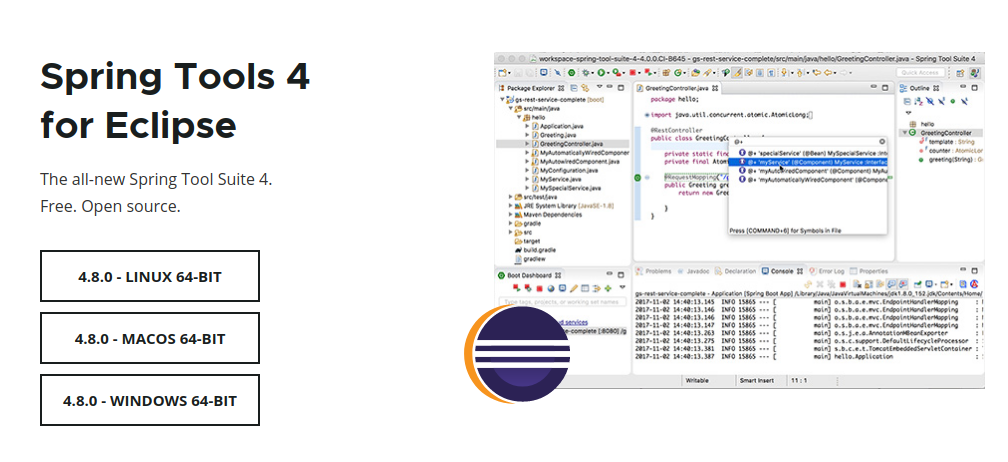 Spring Tools 4
for Eclipse
The all-new Spring Tool Suite 4.
Free. Open source.
4.8.0 - LINUX 64-BIT
4.8.0 - MACOS 64-BIT
4.8.0 - WINDOWS 64-BIT
workspace-spring-tool-suite-4-4.0.0.CI-B645 - gs-rest-service-complete/src/main/java/hello/GreetingController.java - Spring Tool Suite 4
Quick Access
Package Explorer
gs-rest-service-complete [boot]
src/main/java
hello
Application.java
Greeting.java
GreetingController.java
MyAutomaticallyWiredComponent
MyAutowiredComponent.java
MyConfiguration.java
MyService.java
MySpecialService.java
src/test/java
JRE System Library [JavaSE-1.8]
Maven Dependencies
gradle
src
target
build.gradle
gradlew
GreetingController.java
package hello;
import java.util.concurrent.atomic.AtomicLong;
@RestController
public class GreetingController {
private static fina
private final Atom
@RequestMapping("/g
public Greeting gre
return new
}
}
@+
@+ 'specialService' (@Bean) MySpecialService :Inte
@+ 'myService' (@Component) MyService :Interfac
@+ 'myAutoWiredComponent' (@Component) MyAu
@+ 'myAutomaticallyWiredComponent' (@Compone
Press [COMMAND+6] for Symbols in File
Outline
hello
GreetingController
template : String
counter : AtomicLor
greeting(String) : G
Boot Dashboard
Type tags, projects, or working set names
d services
ce-complete [:8080] /g
Problems
Javadoc
Declaration
Console
Error Log
Properties
gs-rest-service-complete - Application [Spring Boot App] /Library/Java/JavaVirtualMachines/jdk1.8.0_152.jdk/Contents/Home/
2017-11-02 14:40:13.145 INFO 15865 --- [ main] o.s.b.a.e.mvc.EndpointHandlerMapping :
2017-11-02 14:40:13.146 INFO 15865 --- [ main] o.s.b.a.e.mvc.EndpointHandlerMapping :
2017-11-02 14:40:13.146 INFO 15865 --- [ main] o.s.b.a.e.mvc.EndpointHandlerMapping :
2017-11-02 14:40:13.147 INFO 15865 --- [ main] o.s.b.a.e.mvc.EndpointHandlerMapping :
2017-11-02 14:40:13.263 INFO 15865 --- [ main] o.s.j.e.a.AnnotationMBeanExporter :
2017-11-02 14:40:13.275 INFO 15865 --- [ main] o.s.c.support.DefaultLifecycleProcessor :
2017-11-02 14:40:13.381 INFO 15865 --- [ main] s.b.c.e.t.TomcatEmbeddedServletContainer :
2017-11-02 14:40:13.387 INFO 15865 --- [ main] hello.Application :
Writable
Smart Insert
11 : 1